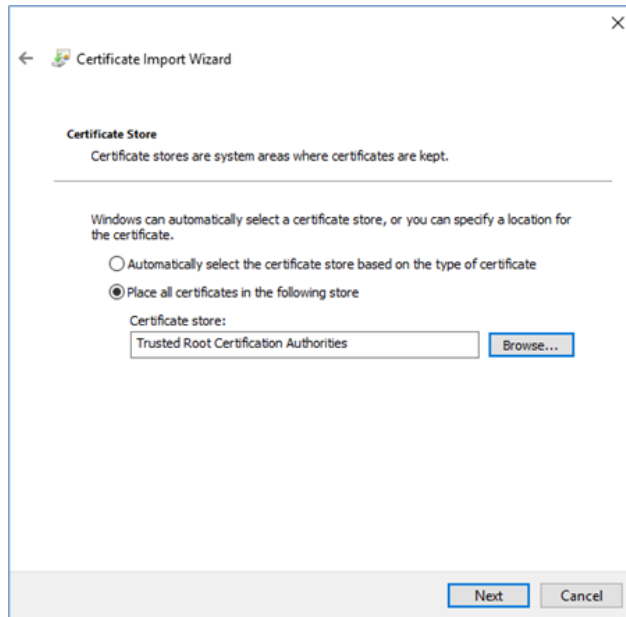 Certificate Import Wizard
Certificate Store
Certificate stores are system areas where certificates are kept.
Windows can automatically select a certificate store, or you can specify a location for
the certificate.
Automatically select the certificate store based on the type of certificate
Place all certificates in the following store
Certificate store:
Trusted Root Certification Authorities
Browse...
Next
Cancel